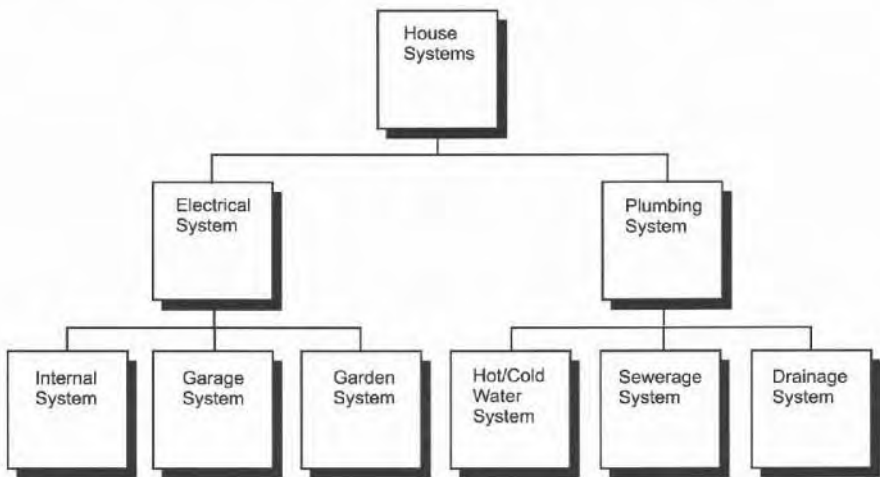 House
Systems
Electrical
System
Plumbing
System
Internal
System
Garage
System
Garden
System
Hot/Cold
Water
System
Sewerage
System
Drainage
System